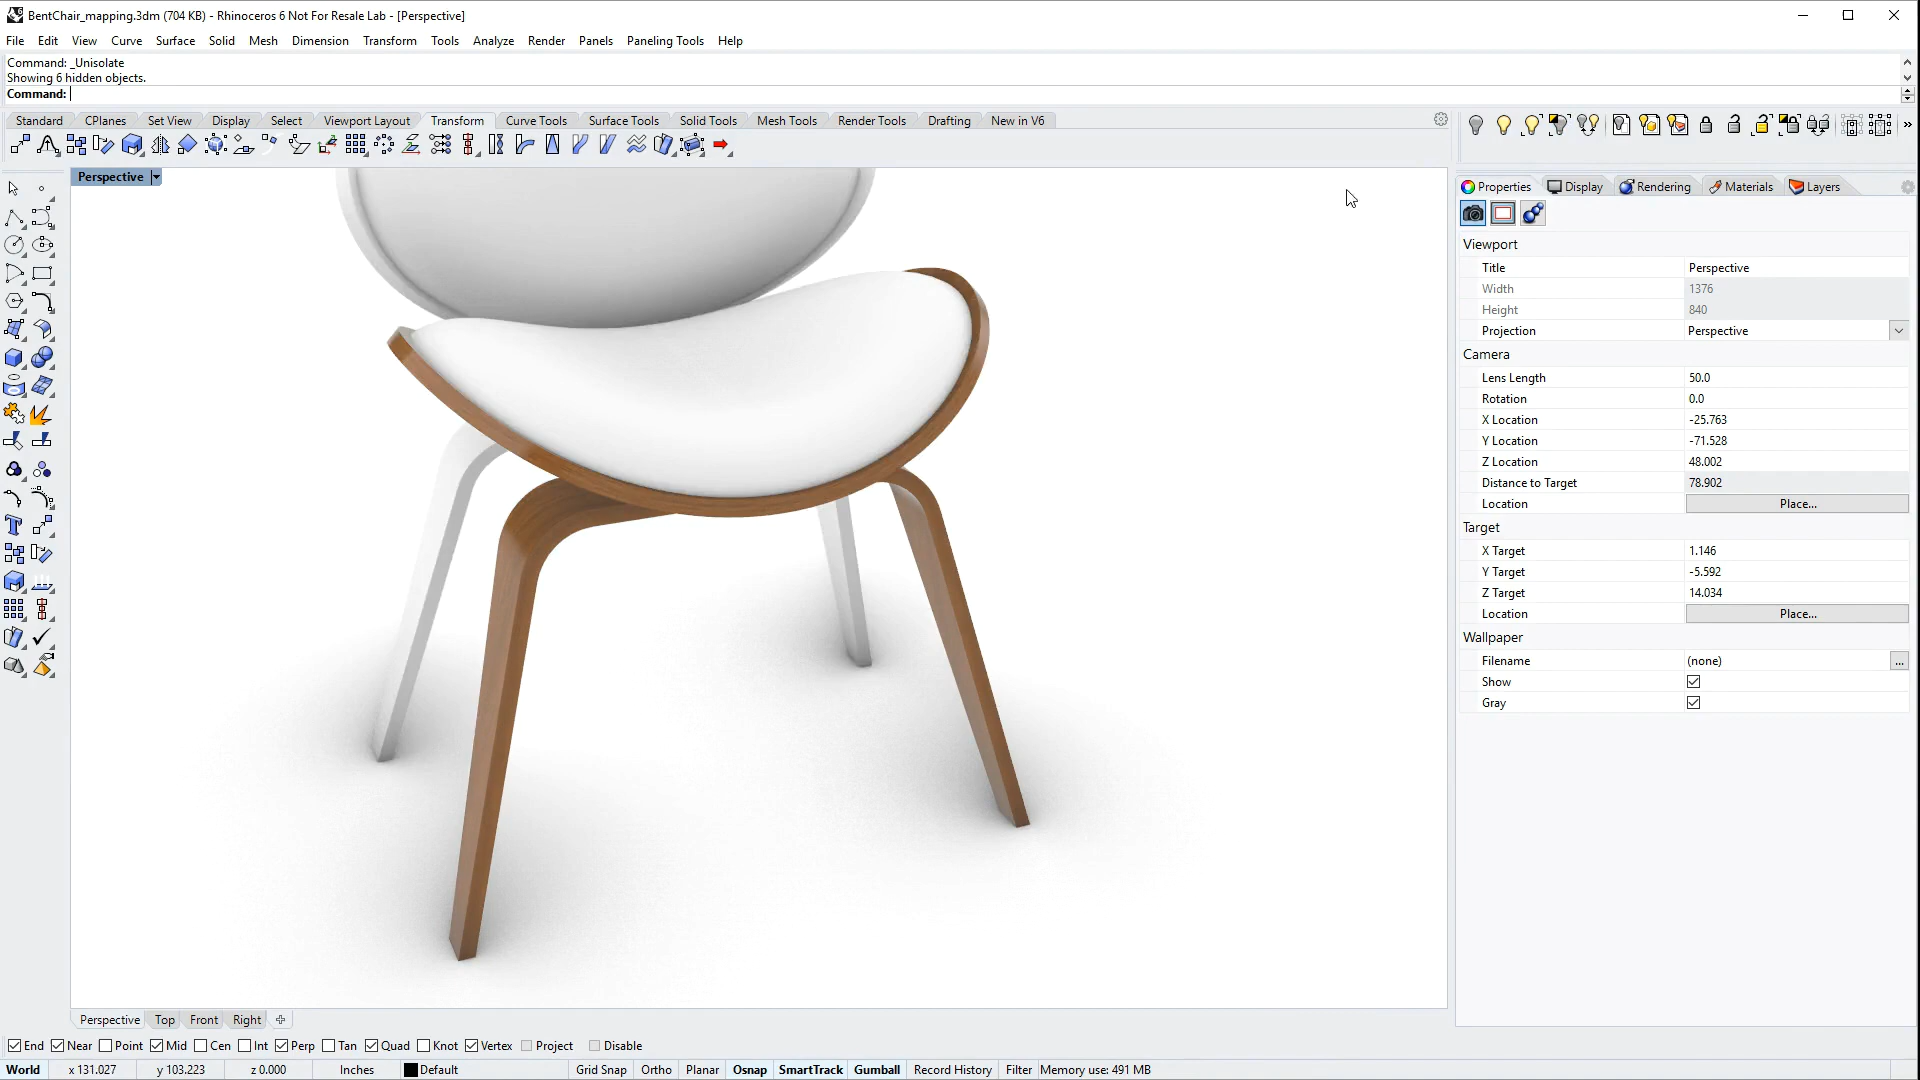 BentChair_mapping.3dm (704 KB) - Rhinoceros 6 Not For Resale Lab - [Perspective]
File Edit View Curve Surface Solid Mesh Dimension Transform Tools Analyze Render Panels Paneling Tools Help
Command: _Unisolate
Showing 6 hidden objects.
Command:
Standard CPlanes Set View Display Select Viewport Layout Transform Curve Tools Surface Tools Solid Tools Mesh Tools Render Tools Drafting New in V6
Perspective
Properties Display Rendering Materials Layers
Viewport
Title Perspective
Width 1376
Height 840
Projection Perspective
Camera
Lens Length 50.0
Rotation 0.0
X Location -25.763
Y Location -71.528
Z Location 48.002
Distance to Target 78.902
Location Place...
Target
X Target 1.146
Y Target -5.592
Z Target 14.034
Location Place...
Wallpaper
Filename (none) ...
Show
Gray
Perspective Top Front Right
End Near Point Mid Cen Int Perp Tan Quad Knot Vertex Project Disable
World x 131.027 y 103.223 z 0.000 Inches Default Grid Snap Ortho Planar Osnap SmartTrack Gumball Record History Filter Memory use: 491 MB